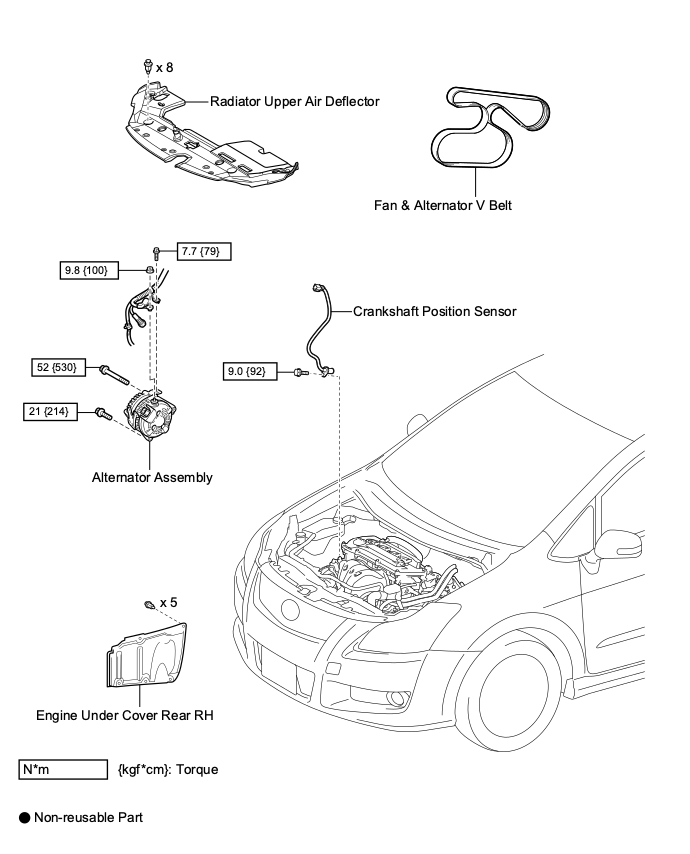 x 8
Radiator Upper Air Deflector
Fan & Alternator V Belt
7.7 {79}
9.8 {100}
Crankshaft Position Sensor
52 {530}
9.0 {92}
21 {214}
Alternator Assembly
x 5
Engine Under Cover Rear RH
N*m {kgf*cm}: Torque
Non-reusable Part